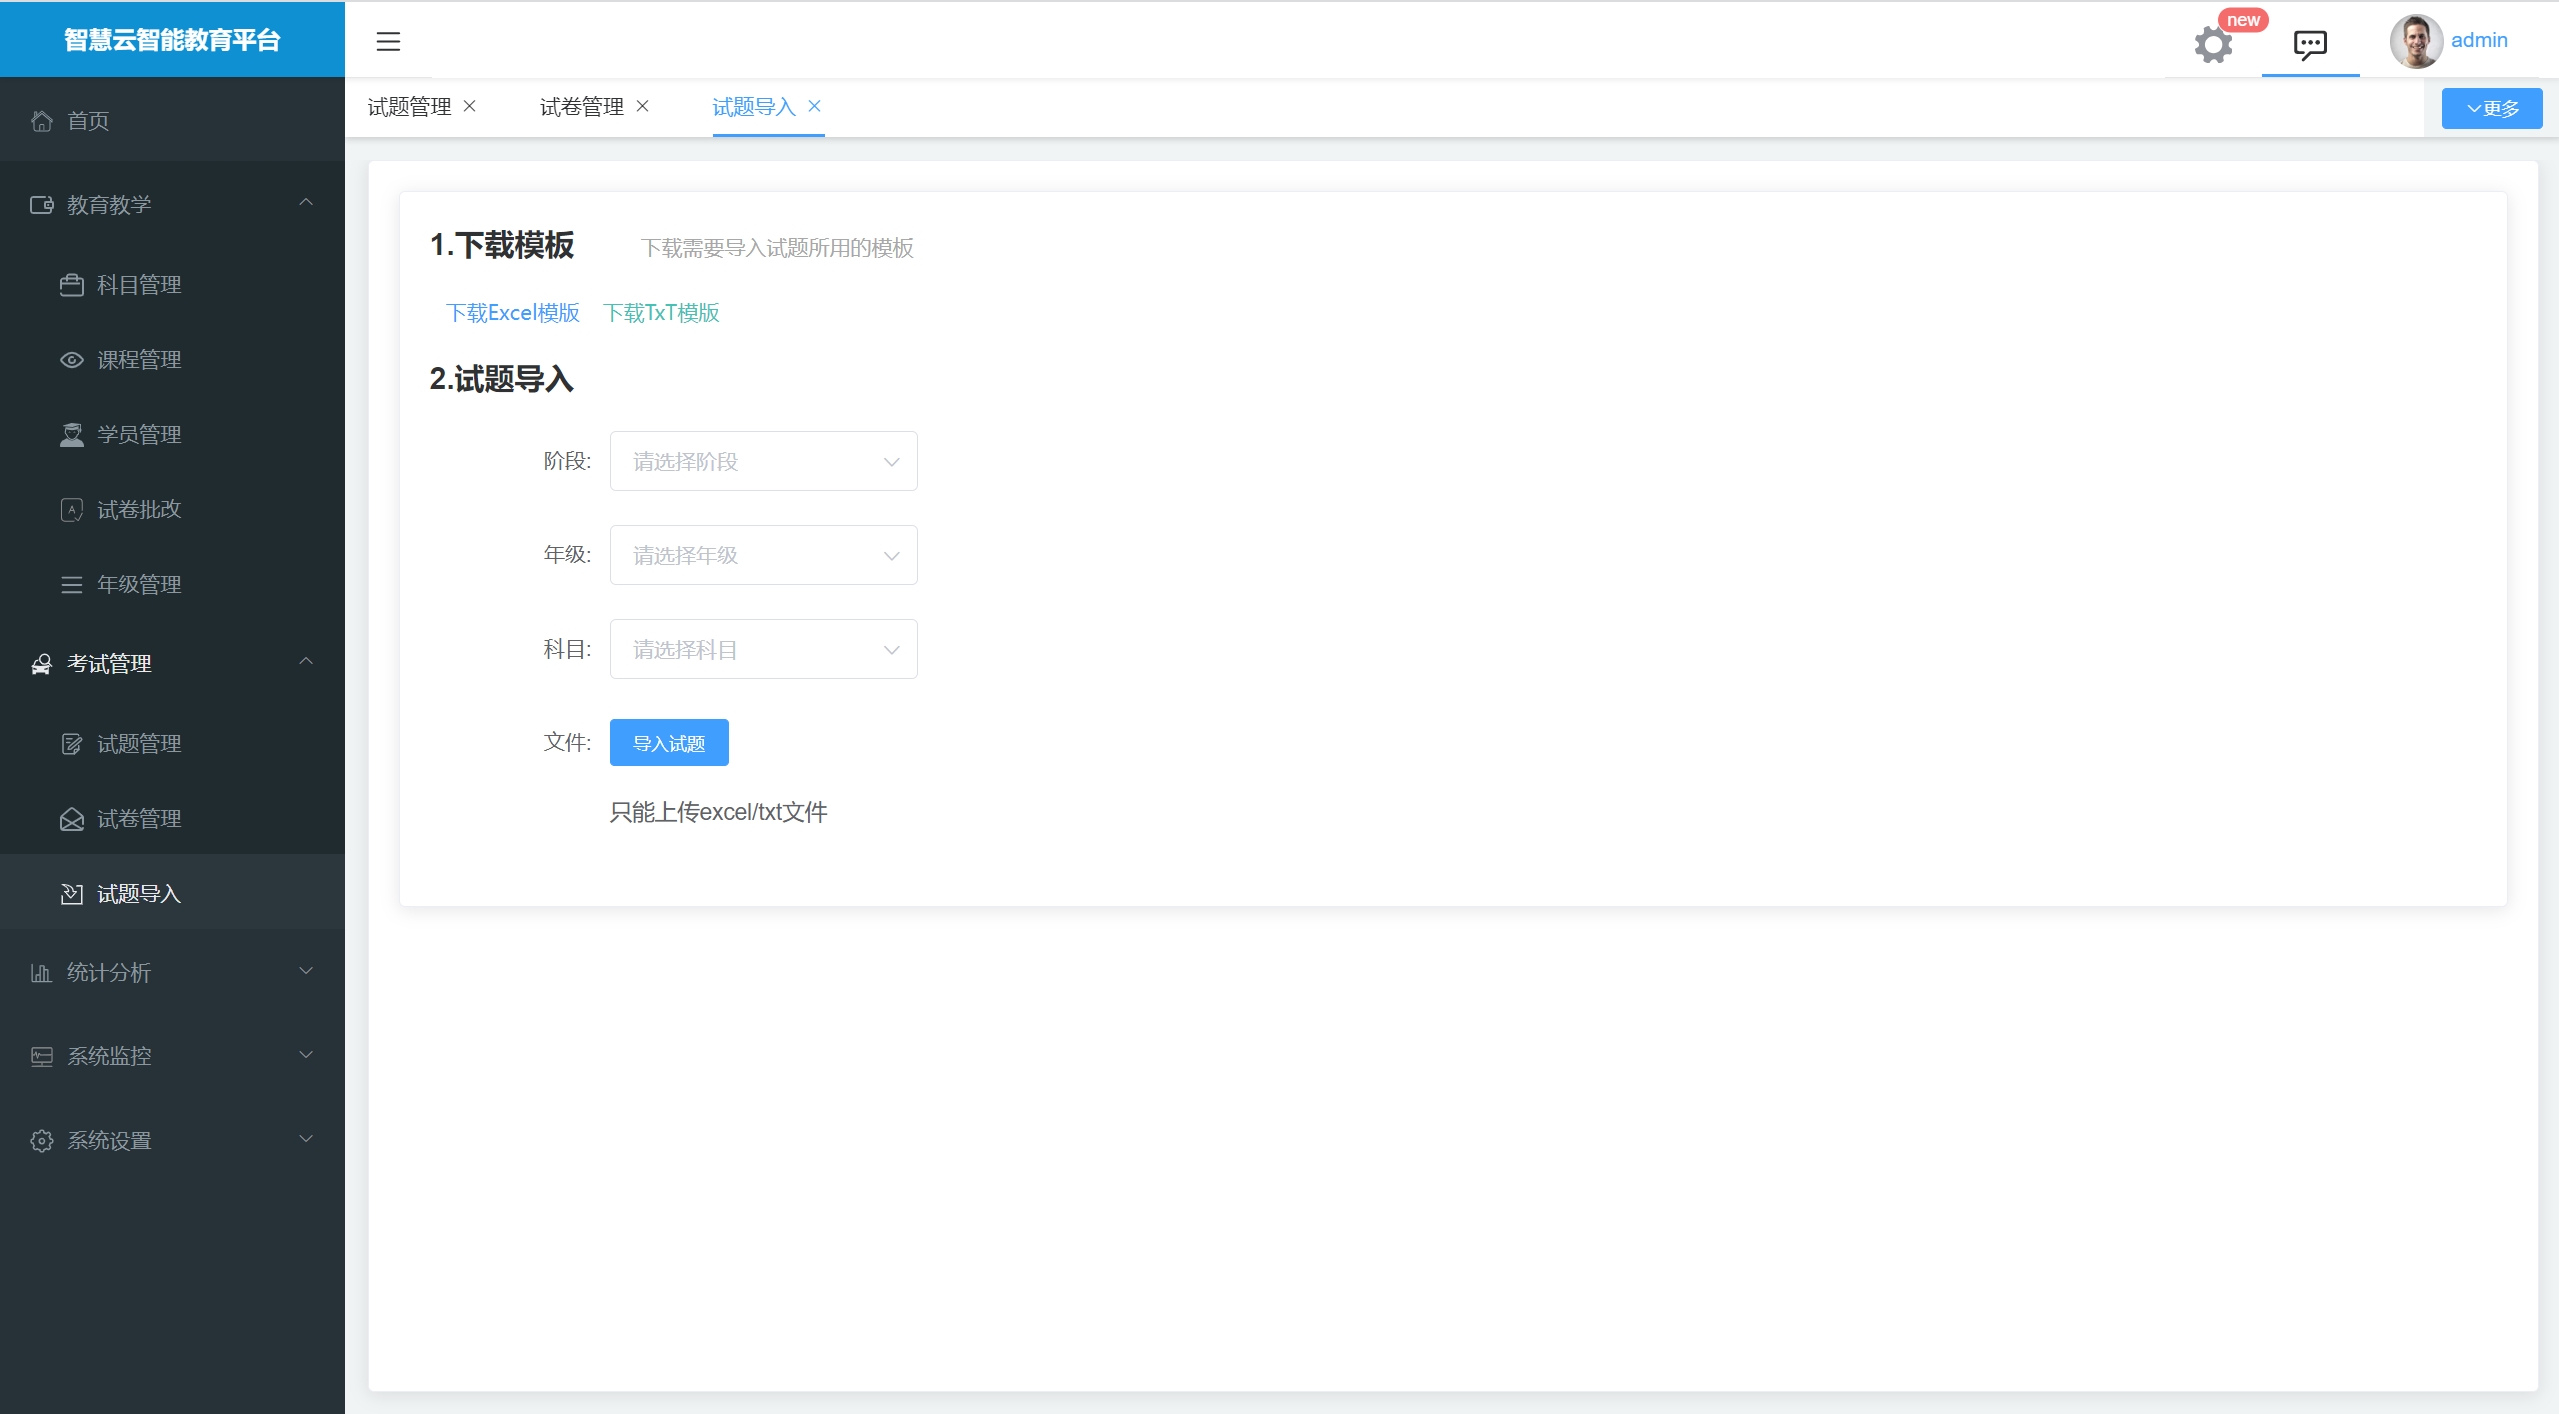 智慧云智能教育平台
new
admin
首页
教育教学
科目管理
课程管理
学员管理
试卷批改
年级管理
考试管理
试题管理
试卷管理
试题导入
统计分析
系统监控
系统设置
试题管理 试卷管理 试题导入
更多
1.下载模板 下载需要导入试题所用的模板
下载Excel模版 下载TxT模版
2.试题导入
阶段: 请选择阶段
年级: 请选择年级
科目: 请选择科目
文件: 导入试题
只能上传excel/txt文件